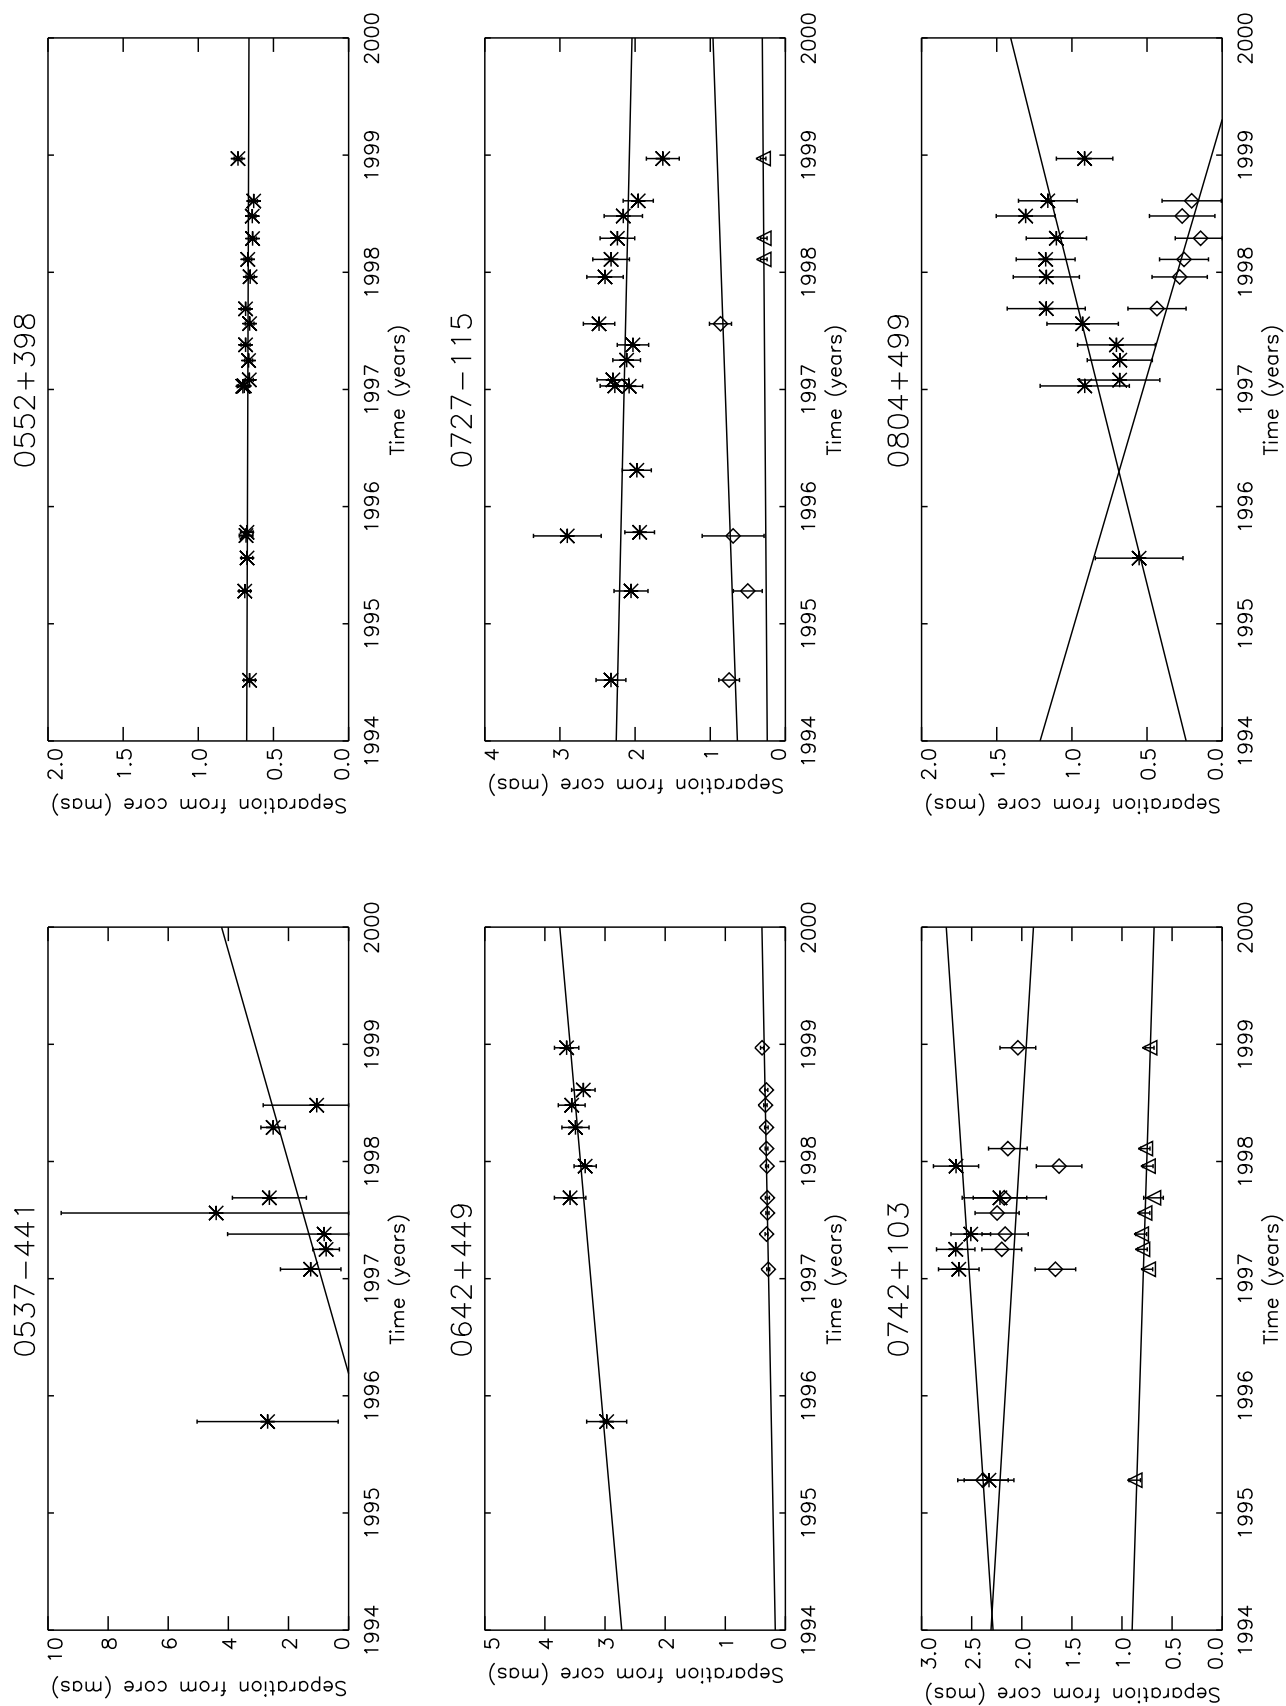 0537−441
10
8
6
4
2
0
Separation from core (mas)
1994 1995 1996 1997 1998 1999 2000
Time (years)
0552+398
2.0
1.5
1.0
0.5
0.0
Separation from core (mas)
1994 1995 1996 1997 1998 1999 2000
Time (years)
0642+449
5
4
3
2
1
0
Separation from core (mas)
1994 1995 1996 1997 1998 1999 2000
Time (years)
0727−115
4
3
2
1
0
Separation from core (mas)
1994 1995 1996 1997 1998 1999 2000
Time (years)
0742+103
3.0
2.5
2.0
1.5
1.0
0.5
0.0
Separation from core (mas)
1994 1995 1996 1997 1998 1999 2000
Time (years)
0804+499
2.0
1.5
1.0
0.5
0.0
Separation from core (mas)
1994 1995 1996 1997 1998 1999 2000
Time (years)